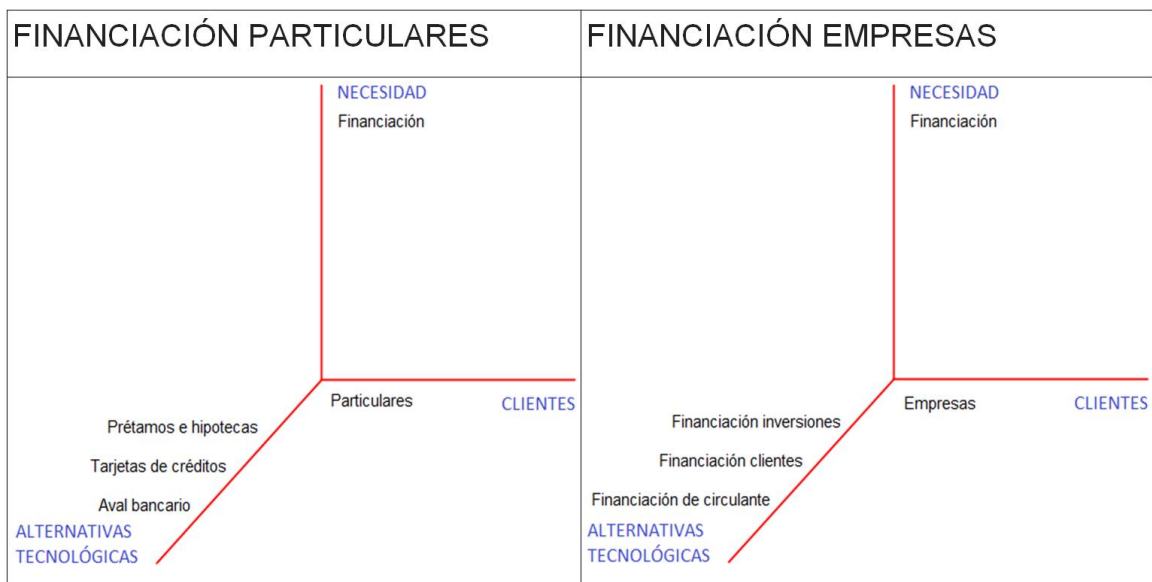 FINANCIACIÓN PARTICULARES
NECESIDAD
Financiación
Particulares
CLIENTES
Prétamos e hipotecas
Tarjetas de créditos
Aval bancario
ALTERNATIVAS
TECNOLÓGICAS
FINANCIACIÓN EMPRESAS
NECESIDAD
Financiación
Empresas
CLIENTES
Financiación inversiones
Financiación clientes
Financiación de circulante
ALTERNATIVAS
TECNOLÓGICAS